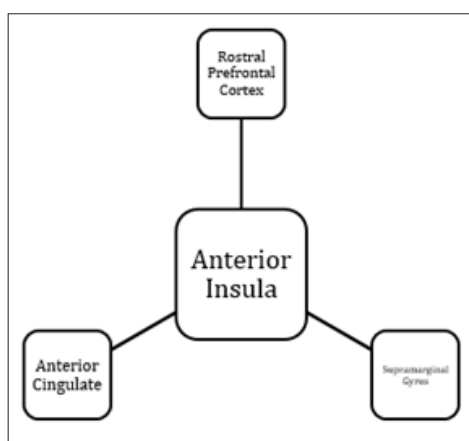 Rostral
Prefrontal
Cortex
Anterior
Insula
Anterior
Cingulate
Supramarginal
Gyrus